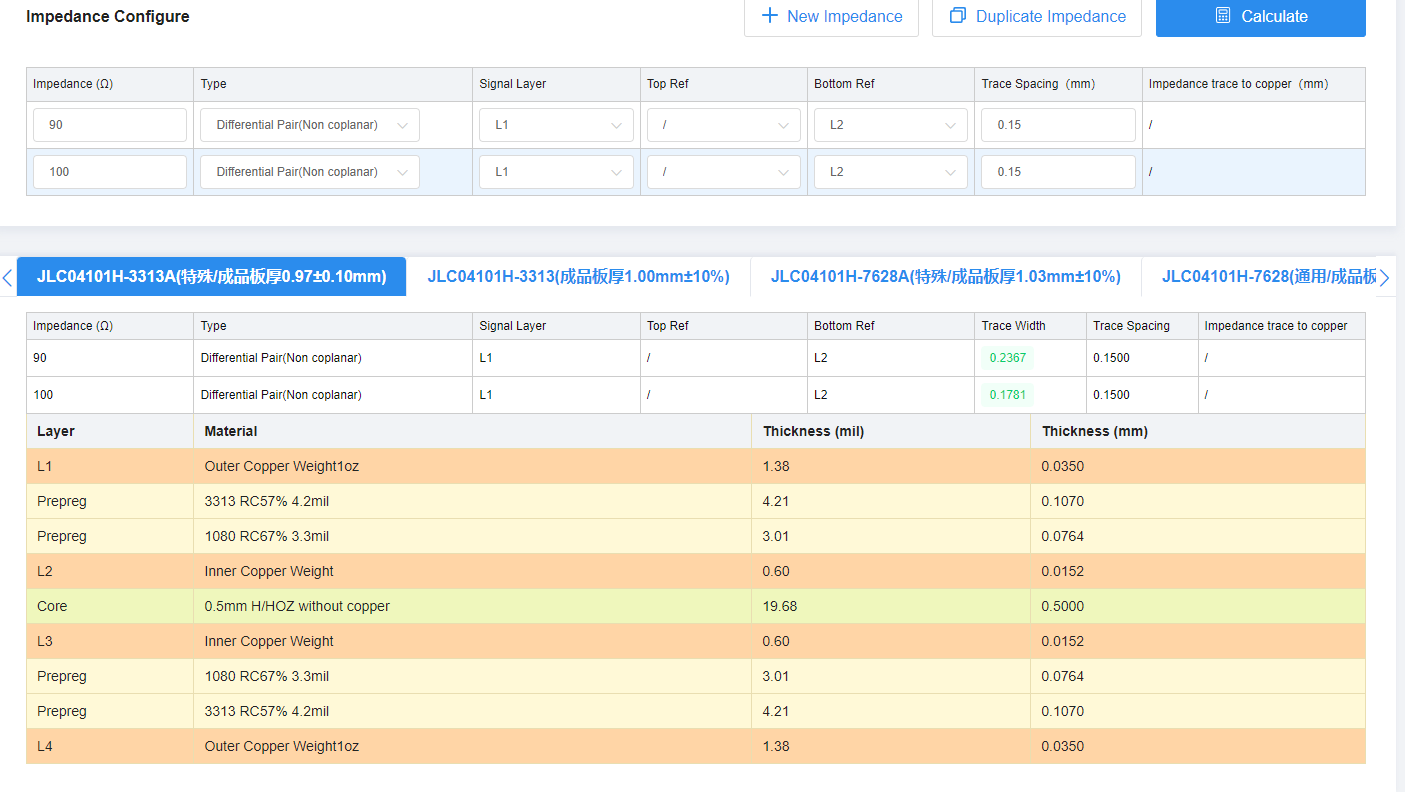 Impedance Configure
New Impedance
Duplicate Impedance
Calculate
Impedance (Ω) Type Signal Layer Top Ref Bottom Ref Trace Spacing（mm） Impedance trace to copper（mm）
90 Differential Pair(Non coplanar) L1 / L2 0.15 /
100 Differential Pair(Non coplanar) L1 / L2 0.15 /
JLC04101H-3313A(特殊/成品板厚0.97±0.10mm) JLC04101H-3313(成品板厚1.00mm±10%) JLC04101H-7628A(特殊/成品板厚1.03mm±10%) JLC04101H-7628(通用/成品板
Impedance (Ω) Type Signal Layer Top Ref Bottom Ref Trace Width Trace Spacing Impedance trace to copper
90 Differential Pair(Non coplanar) L1 / L2 0.2367 0.1500 /
100 Differential Pair(Non coplanar) L1 / L2 0.1781 0.1500 /
Layer Material Thickness (mil) Thickness (mm)
L1 Outer Copper Weight1oz 1.38 0.0350
Prepreg 3313 RC57% 4.2mil 4.21 0.1070
Prepreg 1080 RC67% 3.3mil 3.01 0.0764
L2 Inner Copper Weight 0.60 0.0152
Core 0.5mm H/HOZ without copper 19.68 0.5000
L3 Inner Copper Weight 0.60 0.0152
Prepreg 1080 RC67% 3.3mil 3.01 0.0764
Prepreg 3313 RC57% 4.2mil 4.21 0.1070
L4 Outer Copper Weight1oz 1.38 0.0350